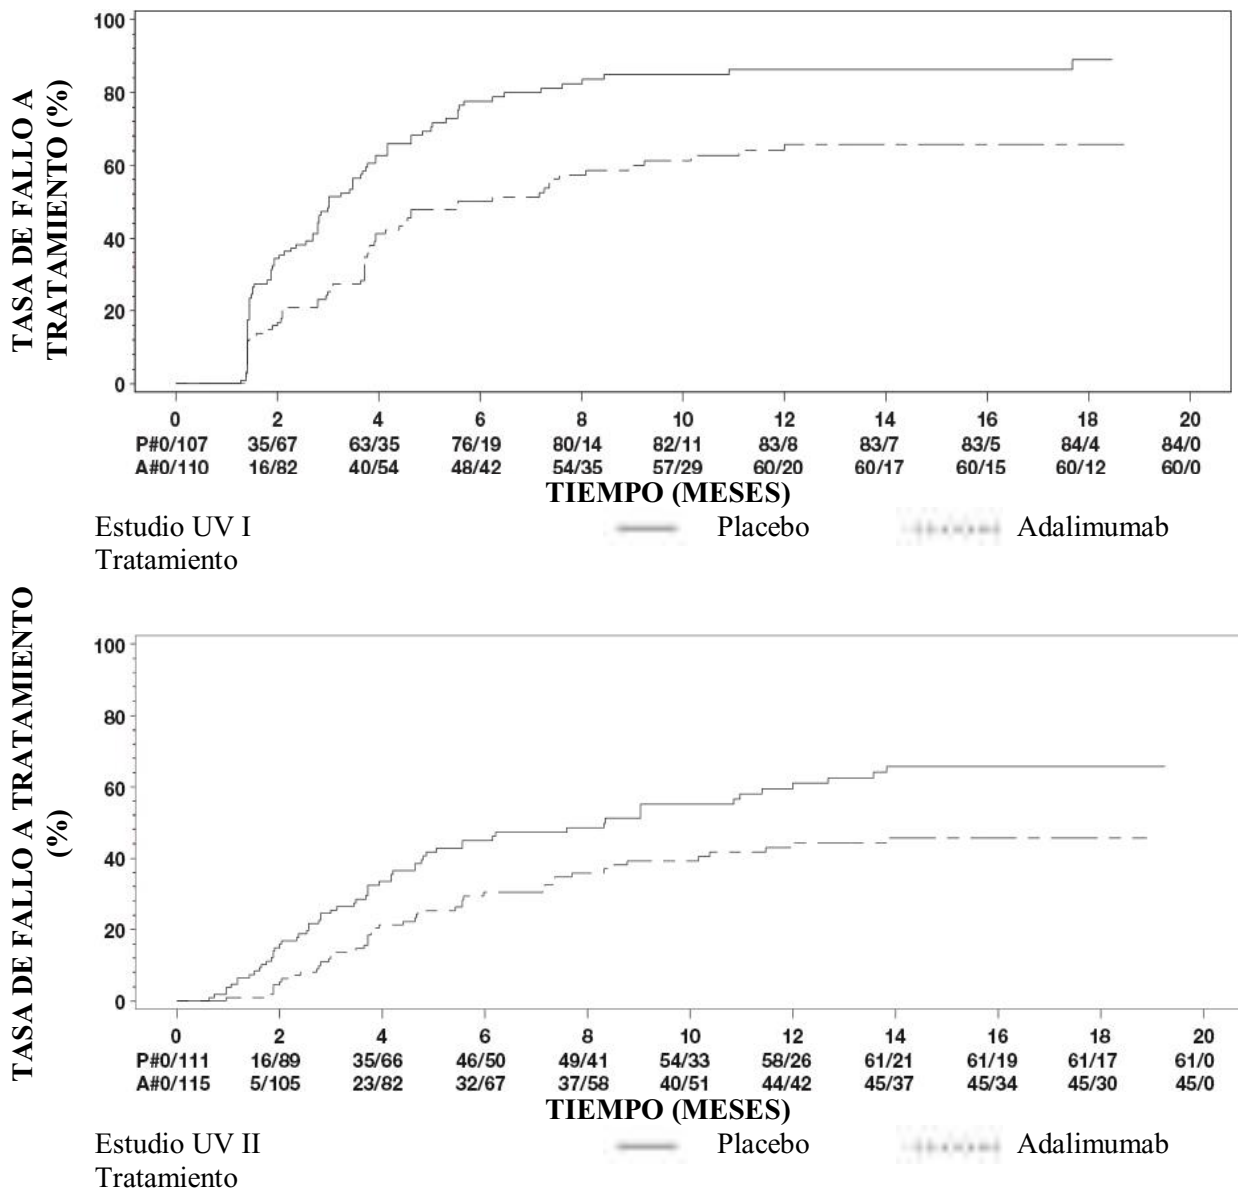 TASA DE FALLO A
TRATAMIENTO (%)
100
80
60
40
20
0
0 2 4 6 8 10 12 14 16 18 20
P#0/107 35/67 63/35 76/19 80/14 82/11 83/8 83/7 83/5 84/4 84/0
A#0/110 16/82 40/54 48/42 54/35 57/29 60/20 60/17 60/15 60/12 60/0
TIEMPO (MESES)
Estudio UV I Placebo Adalimumab
Tratamiento
TASA DE FALLO A TRATAMIENTO
(%)
100
80
60
40
20
0
0 2 4 6 8 10 12 14 16 18 20
P#0/111 16/89 35/66 46/50 49/41 54/33 58/26 61/21 61/19 61/17 61/0
A#0/115 5/105 23/82 32/67 37/58 40/51 44/42 45/37 45/34 45/30 45/0
TIEMPO (MESES)
Estudio UV II Placebo Adalimumab
Tratamiento